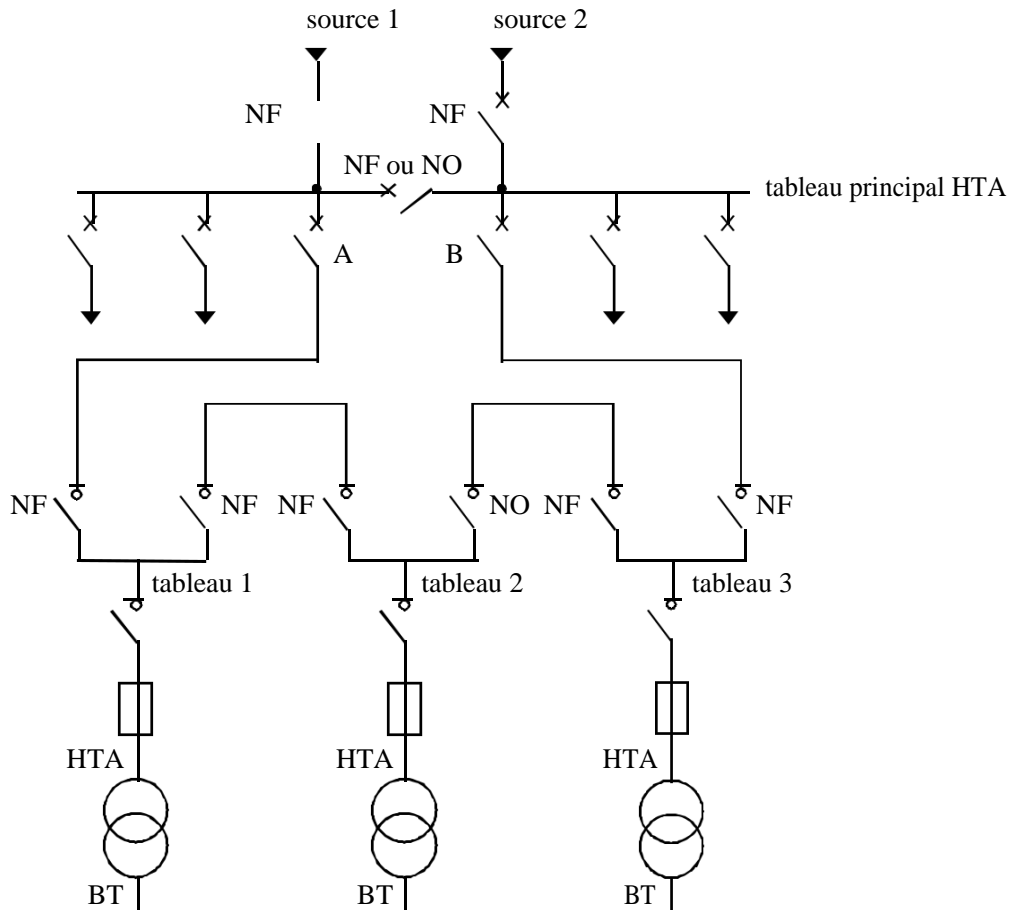 source 1
source 2
NF
NF
NF ou NO
tableau principal HTA
A
B
NF
NF
NF
NO
NF
NF
tableau 1
tableau 2
tableau 3
HTA
HTA
HTA
BT
BT
BT